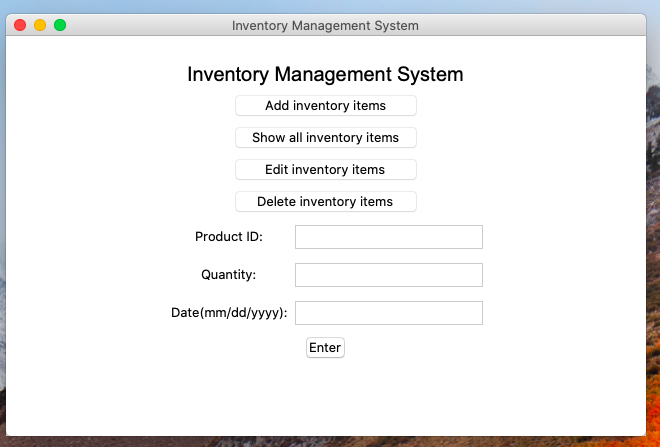 Inventory Management System
Inventory Management System
Add inventory items
Show all inventory items
Edit inventory items
Delete inventory items
Product ID:
Quantity:
Date(mm/dd/yyyy):
Enter